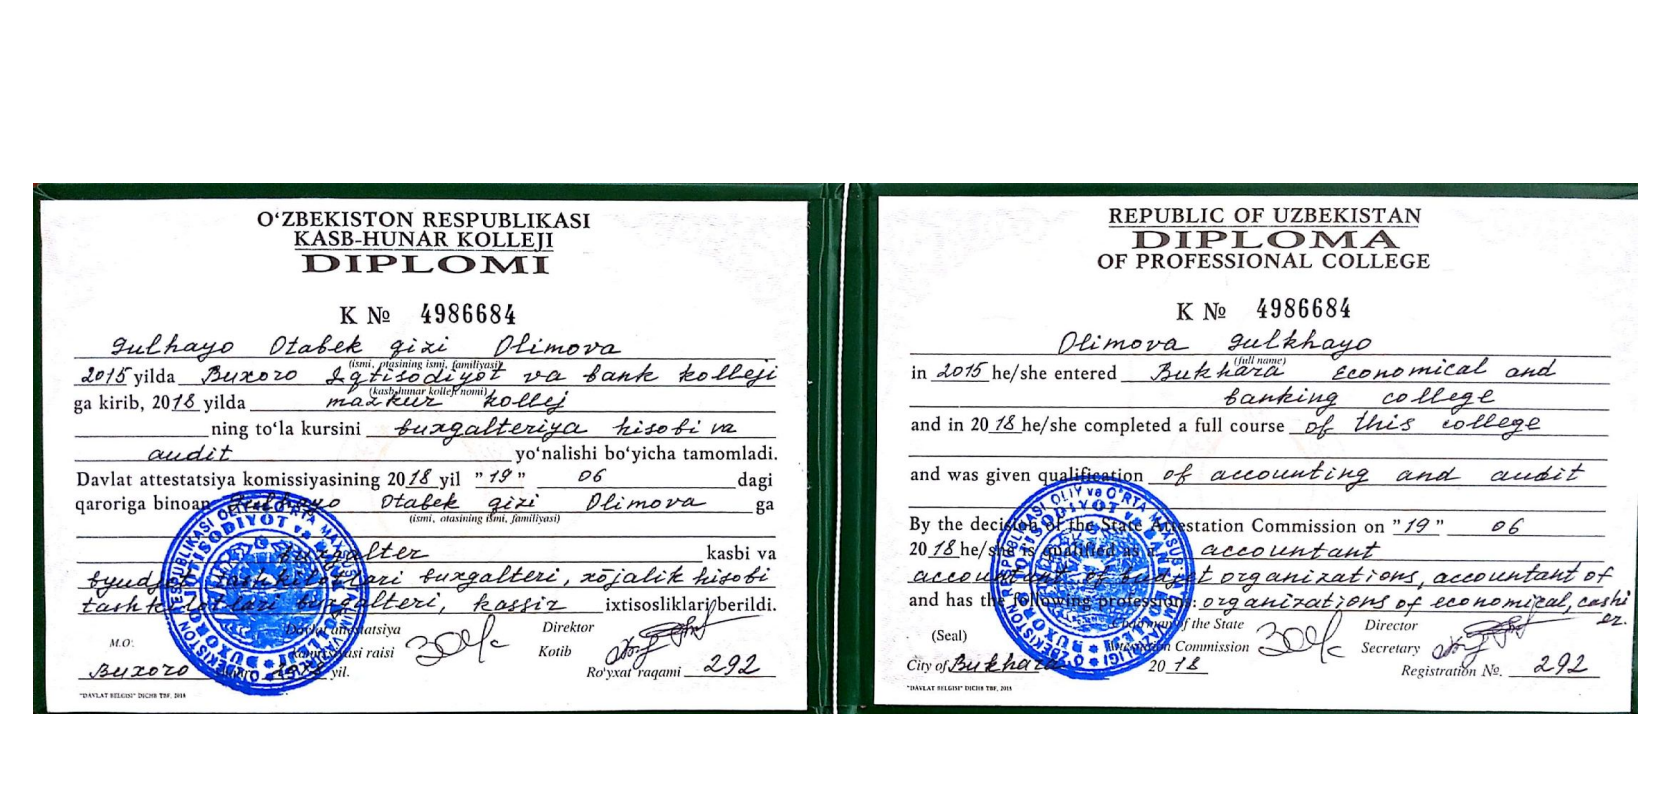 O‘ZBEKISTON RESPUBLIKASI
KASB-HUNAR KOLLEJI
DIPLOMI
K № 4986684
Gulhayo Otabek qizi Olimova
(ismi, otasining ismi, familiyasi)
2015 yilda Buxoro Iqtisodiyot va bank kolleji
(kasb-hunar kolleji nomi)
ga kirib, 2018 yilda mazkur kollej
ning to‘la kursini buxgalteriya hisobi va
audit yo‘nalishi bo‘yicha tamomladi.
Davlat attestatsiya komissiyasining 2018 yil "19" 06 dagi
qaroriga binoan Gulhayo Otabek qizi Olimova ga
(ismi, otasining ismi, familiyasi)
buxgalter kasbi va
byudjet tashkilotlari buxgalteri, xōjalik hisobi
tashkilotlari buxgalteri, kassir ixtisosliklari berildi.
M.O.
Davlat attestatsiya
komissiyasi raisi
Direktor
Kotib
Buxoro yil.
Ro‘yxat raqami 292
"DAVLAT BELGISI" DICHB TBF, 2018
REPUBLIC OF UZBEKISTAN
DIPLOMA
OF PROFESSIONAL COLLEGE
K № 4986684
Olimova Gulkhayo
(full name)
in 2015 he/she entered Bukhara Economical and
banking college
and in 2018 he/she completed a full course of this college
and was given qualification of accounting and audit
By the decision of the State Attestation Commission on "19" 06
2018 he/she is qualified as a accountant
accountant of budget organizations, accountant of
and has the following professions: organizations of economical, cashi
er.
(Seal)
Chairman of the State
Attestation Commission
Director
Secretary
City of Bukhara 2018
Registration №. 292
"DAVLAT BELGISI" DICHB TBF, 2018